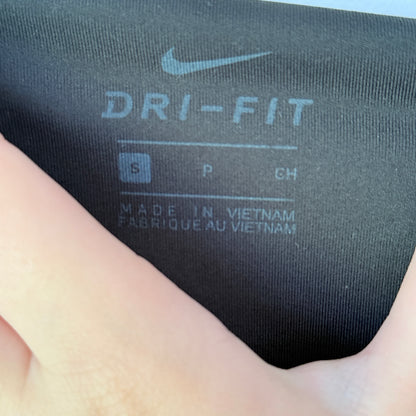 DRI-FIT
S P CH
MADE IN VIETNAM
FABRIQUE AU VIETNAM